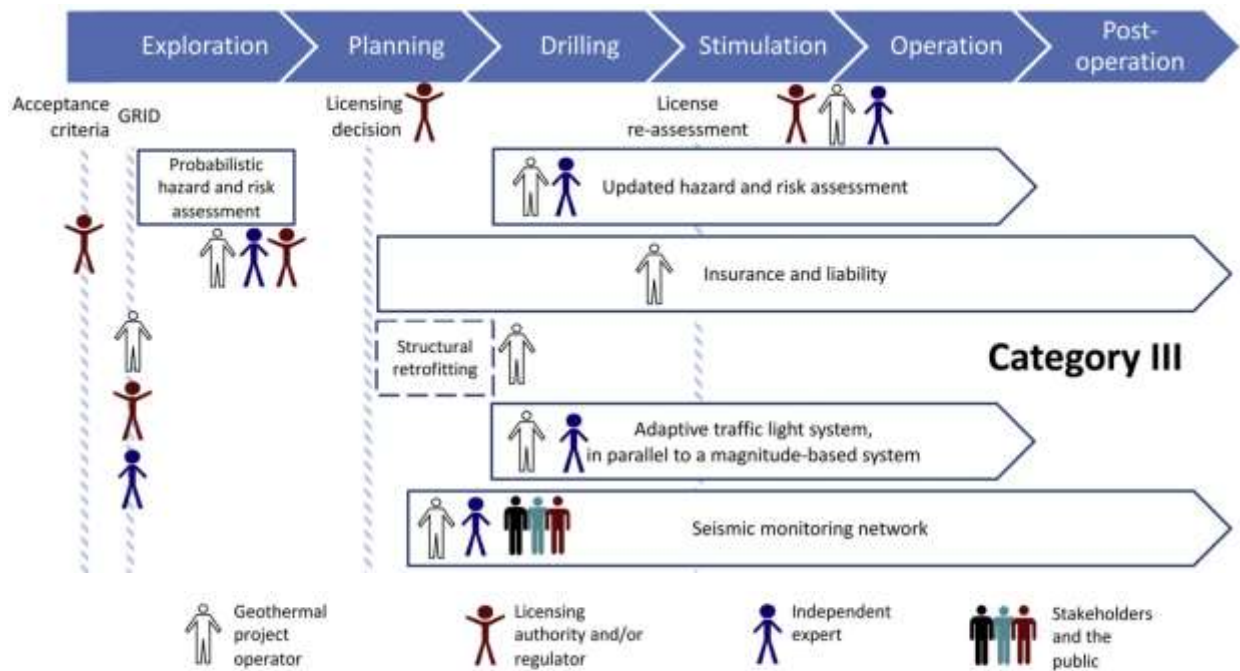 Exploration
Planning
Drilling
Stimulation
Operation
Post-
operation
Acceptance
criteria
GRID
Licensing
decision
License
re-assessment
Probabilistic
hazard and risk
assessment
Updated hazard and risk assessment
Insurance and liability
Structural
retrofitting
Category III
Adaptive traffic light system,
in parallel to a magnitude-based system
Seismic monitoring network
Geothermal
project
operator
Licensing
authority and/or
regulator
Independent
expert
Stakeholders
and the
public